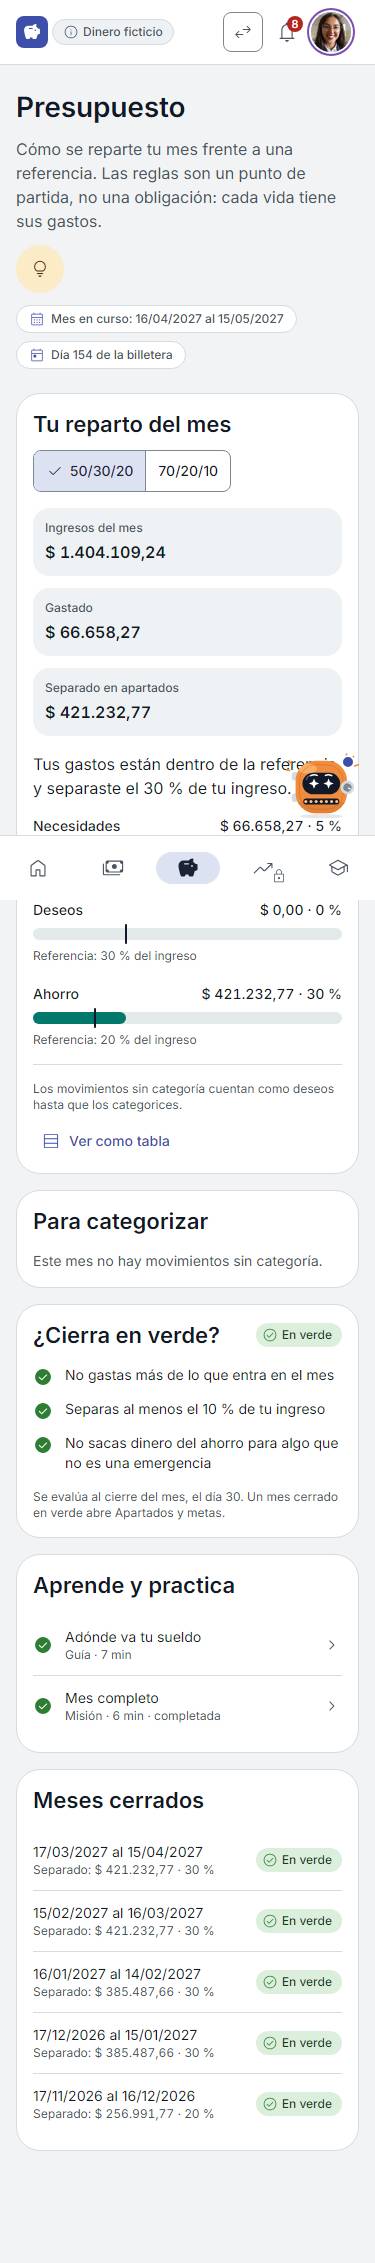 Dinero ficticio
8
Presupuesto
Cómo se reparte tu mes frente a una
referencia. Las reglas son un punto de
partida, no una obligación: cada vida tiene
sus gastos.
Mes en curso: 16/04/2027 al 15/05/2027
Día 154 de la billetera
Tu reparto del mes
50/30/20
70/20/10
Ingresos del mes
$ 1.404.109,24
Gastado
$ 66.658,27
Separado en apartados
$ 421.232,77
Tus gastos están dentro de la
y separaste el 30 % de tu ingreso.
Necesidades $ 66.658,27 · 5 %
Deseos $ 0,00 · 0 %
Referencia: 30 % del ingreso
Ahorro $ 421.232,77 · 30 %
Referencia: 20 % del ingreso
Los movimientos sin categoría cuentan como deseos
hasta que los categorices.
Ver como tabla
Para categorizar
Este mes no hay movimientos sin categoría.
¿Cierra en verde? En verde
No gastas más de lo que entra en el mes
Separas al menos el 10 % de tu ingreso
No sacas dinero del ahorro para algo que
no es una emergencia
Se evalúa al cierre del mes, el día 30. Un mes cerrado
en verde abre Apartados y metas.
Aprende y practica
Adónde va tu sueldo
Guía · 7 min
Mes completo
Misión · 6 min · completada
Meses cerrados
17/03/2027 al 15/04/2027
Separado: $ 421.232,77 · 30 %
En verde
15/02/2027 al 16/03/2027
Separado: $ 421.232,77 · 30 %
En verde
16/01/2027 al 14/02/2027
Separado: $ 385.487,66 · 30 %
En verde
17/12/2026 al 15/01/2027
Separado: $ 385.487,66 · 30 %
En verde
17/11/2026 al 16/12/2026
Separado: $ 256.991,77 · 20 %
En verde